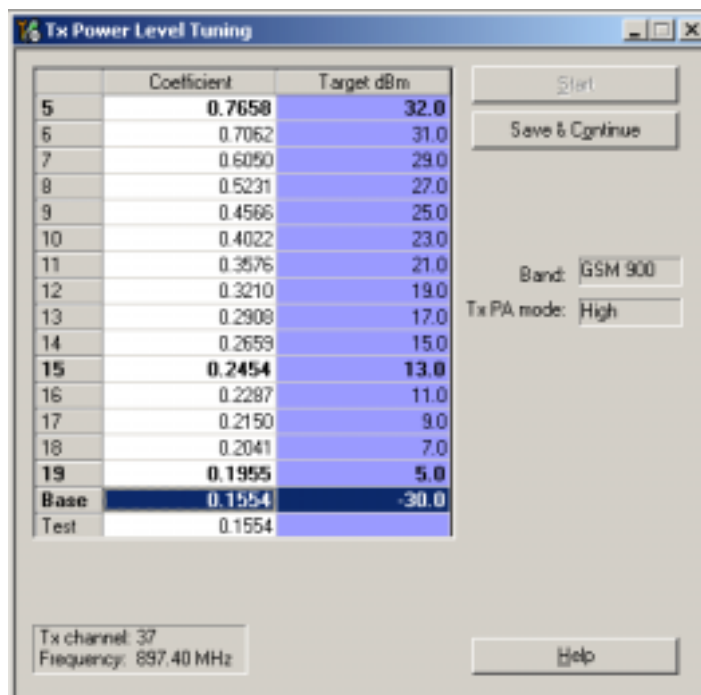 Tx Power Level Tuning
Coefficient Target dBm
5 0.7658 32.0
6 0.7062 31.0
7 0.6050 29.0
8 0.5231 27.0
9 0.4566 25.0
10 0.4022 23.0
11 0.3576 21.0
12 0.3210 19.0
13 0.2908 17.0
14 0.2659 15.0
15 0.2454 13.0
16 0.2287 11.0
17 0.2150 9.0
18 0.2041 7.0
19 0.1955 5.0
Base 0.1554 -30.0
Test 0.1554
Start
Save & Continue
Band: GSM 900
Tx PA mode: High
Tx channel: 37
Frequency: 897.40 MHz
Help